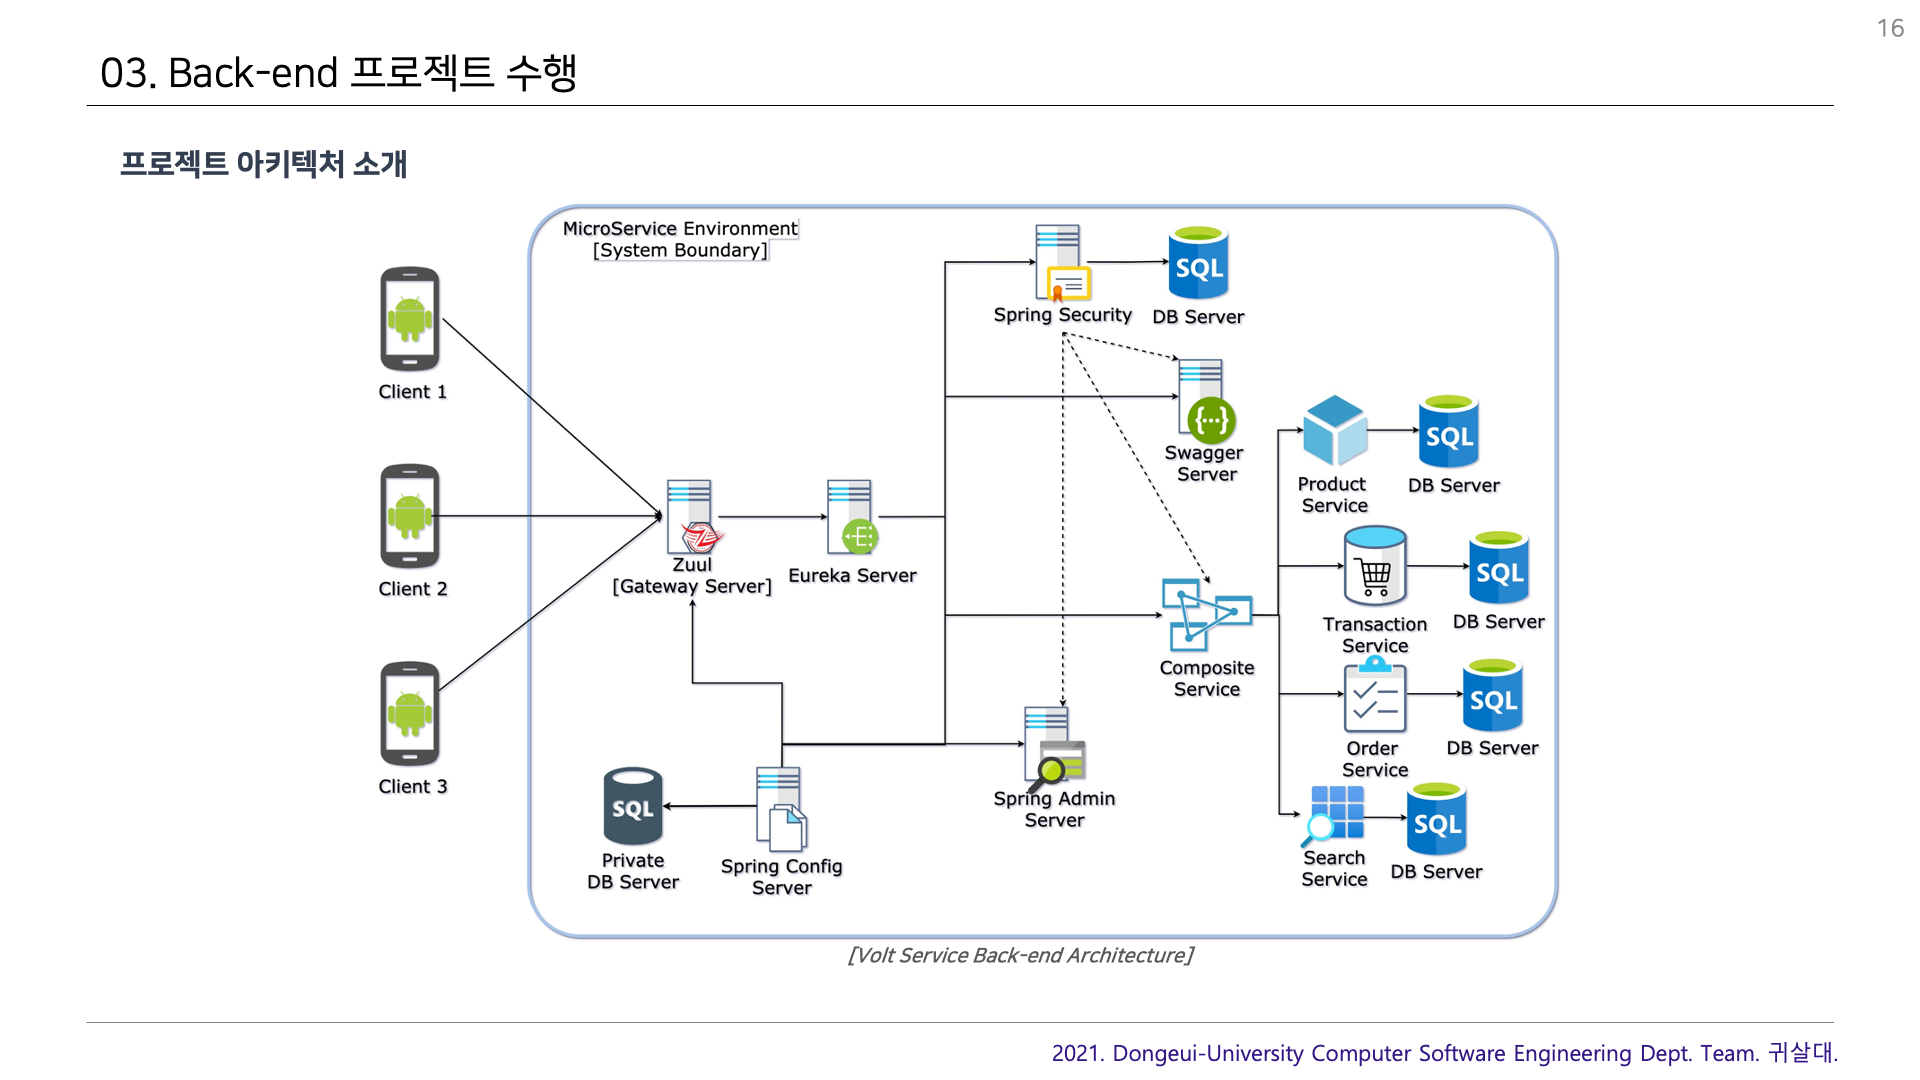 16
03. Back-end 프로젝트 수행
프로젝트 아키텍처 소개
MicroService Environment
[System Boundary]
Client 1
Client 2
Client 3
Zuul
[Gateway Server]
Eureka Server
SQL
Private
DB Server
Spring Config
Server
Spring Security
SQL
DB Server
{...}
Swagger
Server
Composite
Service
Spring Admin
Server
Product
Service
SQL
DB Server
Transaction
Service
SQL
DB Server
Order
Service
SQL
DB Server
Search
Service
SQL
DB Server
[Volt Service Back-end Architecture]
2021. Dongeui-University Computer Software Engineering Dept. Team. 귀살대.